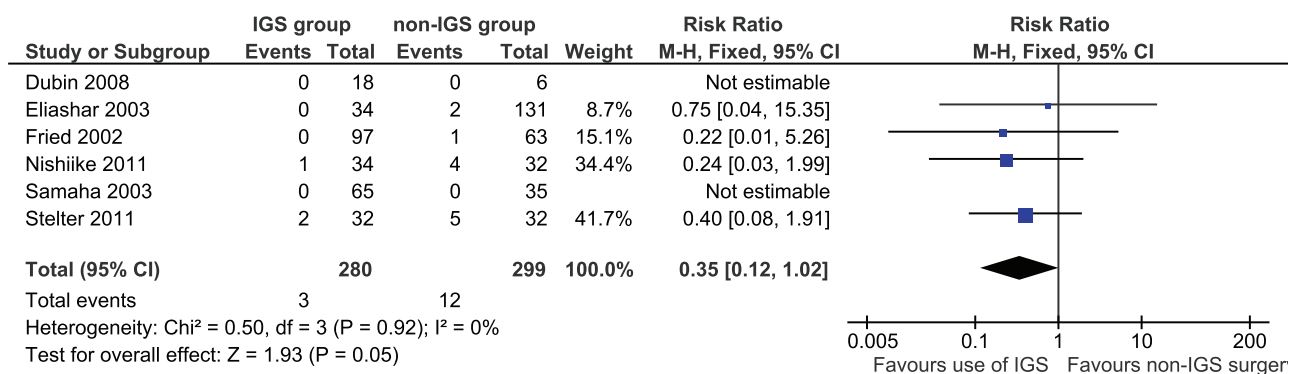 IGS group non-IGS group Risk Ratio Risk Ratio
Study or Subgroup Events Total Events Total Weight M-H, Fixed, 95% CI M-H, Fixed, 95% CI
Dubin 2008 0 18 0 6 Not estimable
Eliashar 2003 0 34 2 131 8.7% 0.75 [0.04, 15.35]
Fried 2002 0 97 1 63 15.1% 0.22 [0.01, 5.26]
Nishiike 2011 1 34 4 32 34.4% 0.24 [0.03, 1.99]
Samaha 2003 0 65 0 35 Not estimable
Stelter 2011 2 32 5 32 41.7% 0.40 [0.08, 1.91]
Total (95% CI) 280 299 100.0% 0.35 [0.12, 1.02]
Total events 3 12
Heterogeneity: Chi² = 0.50, df = 3 (P = 0.92); I² = 0%
Test for overall effect: Z = 1.93 (P = 0.05)
0.005 0.1 1 10 200
Favours use of IGS Favours non-IGS surger